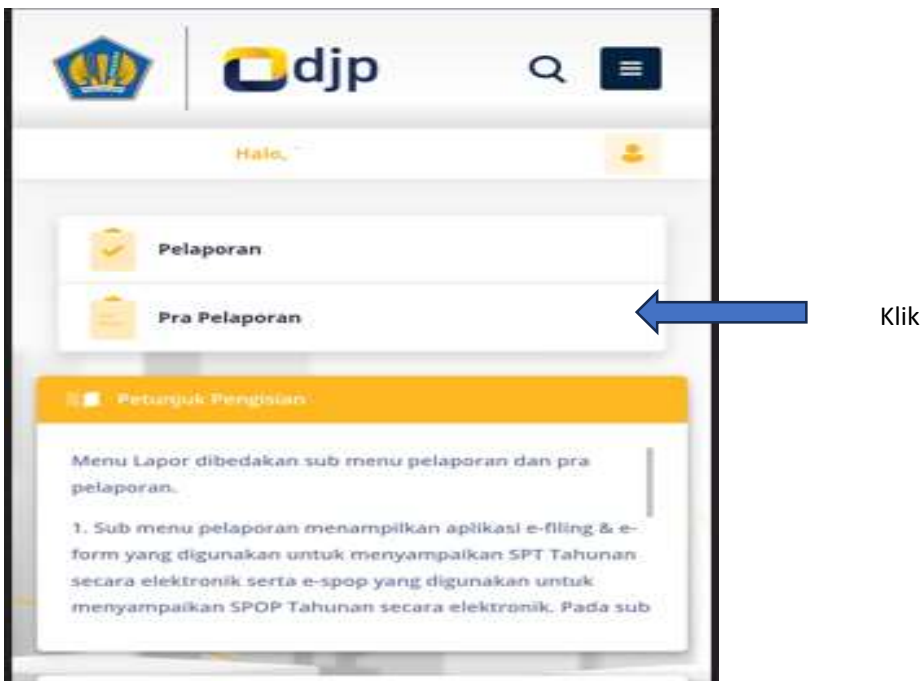 djp
Halo,
Pelaporan
Pra Pelaporan
Klik
Petunjuk Pengisian
Menu Lapor dibedakan sub menu pelaporan dan pra
pelaporan.
1. Sub menu pelaporan menampilkan aplikasi e-filing & e-
form yang digunakan untuk menyampaikan SPT Tahunan
secara elektronik serta e-spop yang digunakan untuk
menyampaikan SPOP Tahunan secara elektronik. Pada sub